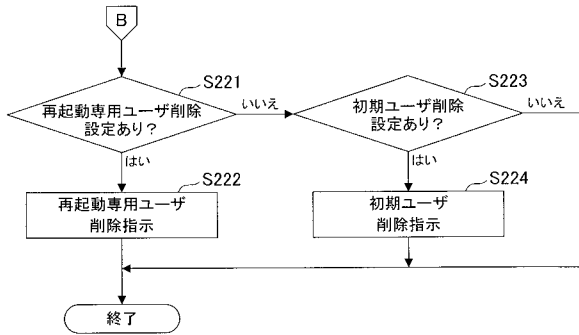 B
S221
再起動専用ユーザ削除
設定あり？
いいえ
はい
S223
初期ユーザ削除
設定あり？
いいえ
はい
S222
再起動専用ユーザ
削除指示
S224
初期ユーザ
削除指示
終了